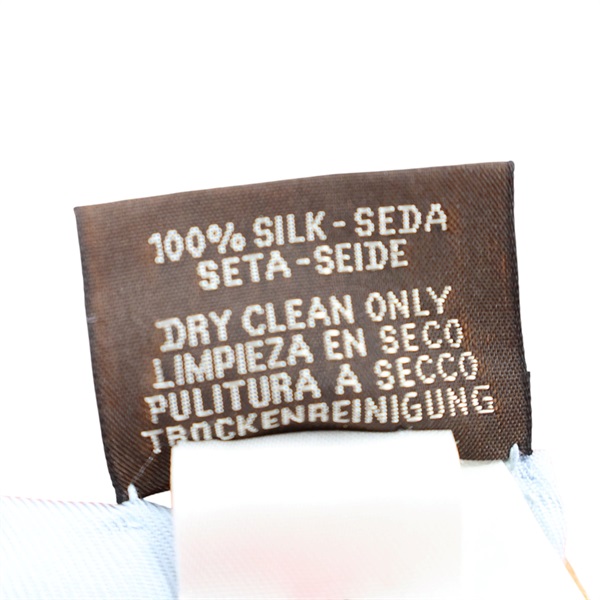 100% SILK - SEDA
SETA - SEIDE
DRY CLEAN ONLY
LIMPIEZA EN SECO
PULITURA A SECCO
TROCKENREINIGUNG